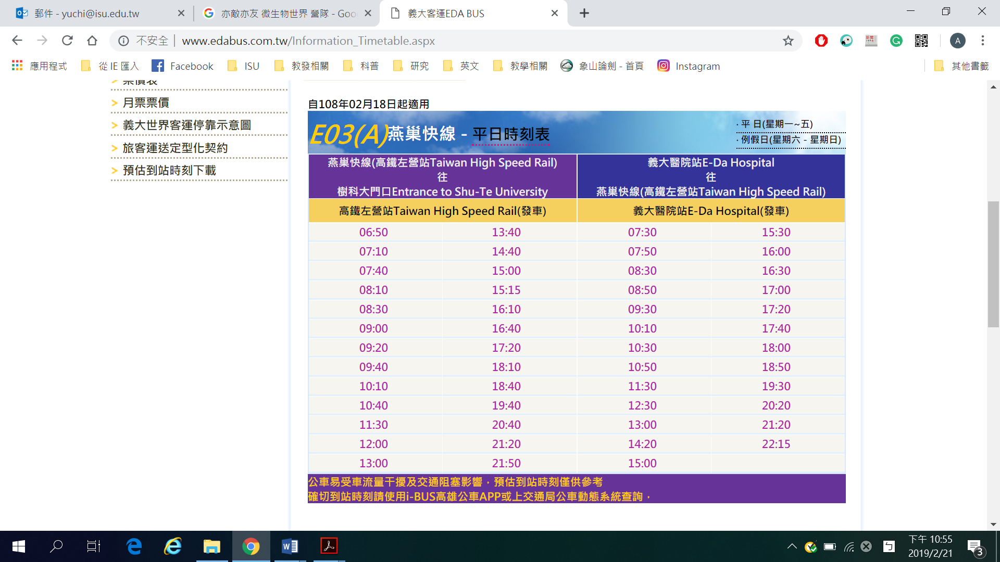 郵件 - yuchi@isu.edu.tw
亦敵亦友 微生物世界 營隊 - Goo
義大客運EDA BUS
不安全
www.edabus.com.tw/Information_Timetable.aspx
A
應用程式
從 IE 匯入
Facebook
ISU
教發相關
科普
研究
英文
教學相關
象山論劍 - 首頁
Instagram
其他書籤
票價表
月票票價
義大世界客運停靠示意圖
旅客運送定型化契約
預估到站時刻下載
自108年02月18日起適用
E03(A)燕巢快線 - 平日時刻表
· 平 日(星期一~五)
· 例假日(星期六 - 星期日)
燕巢快線(高鐵左營站Taiwan High Speed Rail)
往
樹科大門口Entrance to Shu-Te University
義大醫院站E-Da Hospital
往
燕巢快線(高鐵左營站Taiwan High Speed Rail)
高鐵左營站Taiwan High Speed Rail(發車) 義大醫院站E-Da Hospital(發車)
06:50 13:40 07:30 15:30
07:10 14:40 07:50 16:00
07:40 15:00 08:30 16:30
08:10 15:15 08:50 17:00
08:30 16:10 09:30 17:20
09:00 16:40 10:10 17:40
09:20 17:20 10:30 18:00
09:40 18:10 10:50 18:50
10:10 18:40 11:30 19:30
10:40 19:40 12:30 20:20
11:30 20:40 13:00 21:20
12:00 21:20 14:20 22:15
13:00 21:50 15:00
公車易受車流量干擾及交通阻塞影響，預估到站時刻僅供參考
確切到站時刻請使用i-BUS高雄公車APP或上交通局公車動態系統查詢，
ㄅ
下午 10:55
2019/2/21
3